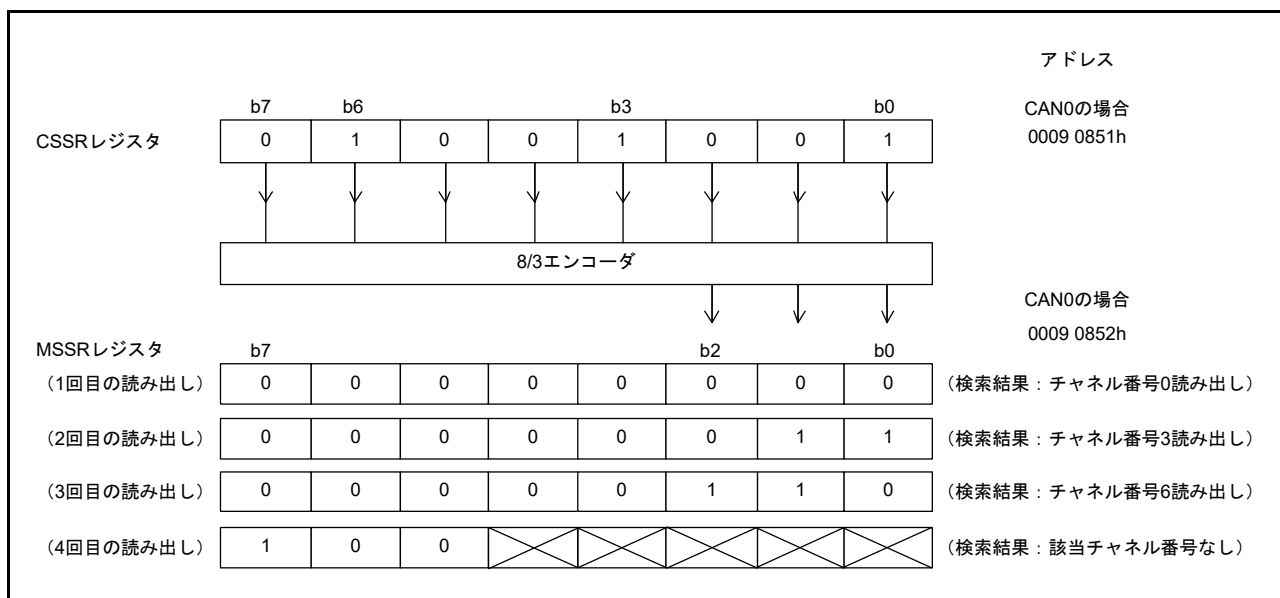 アドレス
b7 b6 b3 b0 CAN0の場合
CSSRレジスタ 0 1 0 0 1 0 0 1 0009 0851h
8/3エンコーダ
CAN0の場合
0009 0852h
MSSRレジスタ b7 b2 b0
(1回目の読み出し) 0 0 0 0 0 0 0 0 (検索結果:チャネル番号0読み出し)
(2回目の読み出し) 0 0 0 0 0 0 1 1 (検索結果:チャネル番号3読み出し)
(3回目の読み出し) 0 0 0 0 0 1 1 0 (検索結果:チャネル番号6読み出し)
(4回目の読み出し) 1 0 0 (検索結果:該当チャネル番号なし)